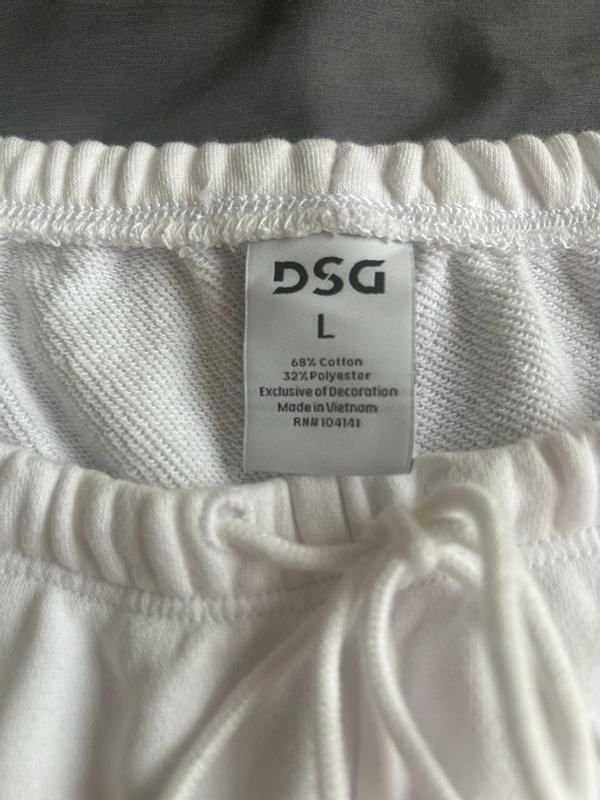 DSG
L
68% Cotton
32% Polyester
Exclusive of Decoration
Made in Vietnam
RN# 104141